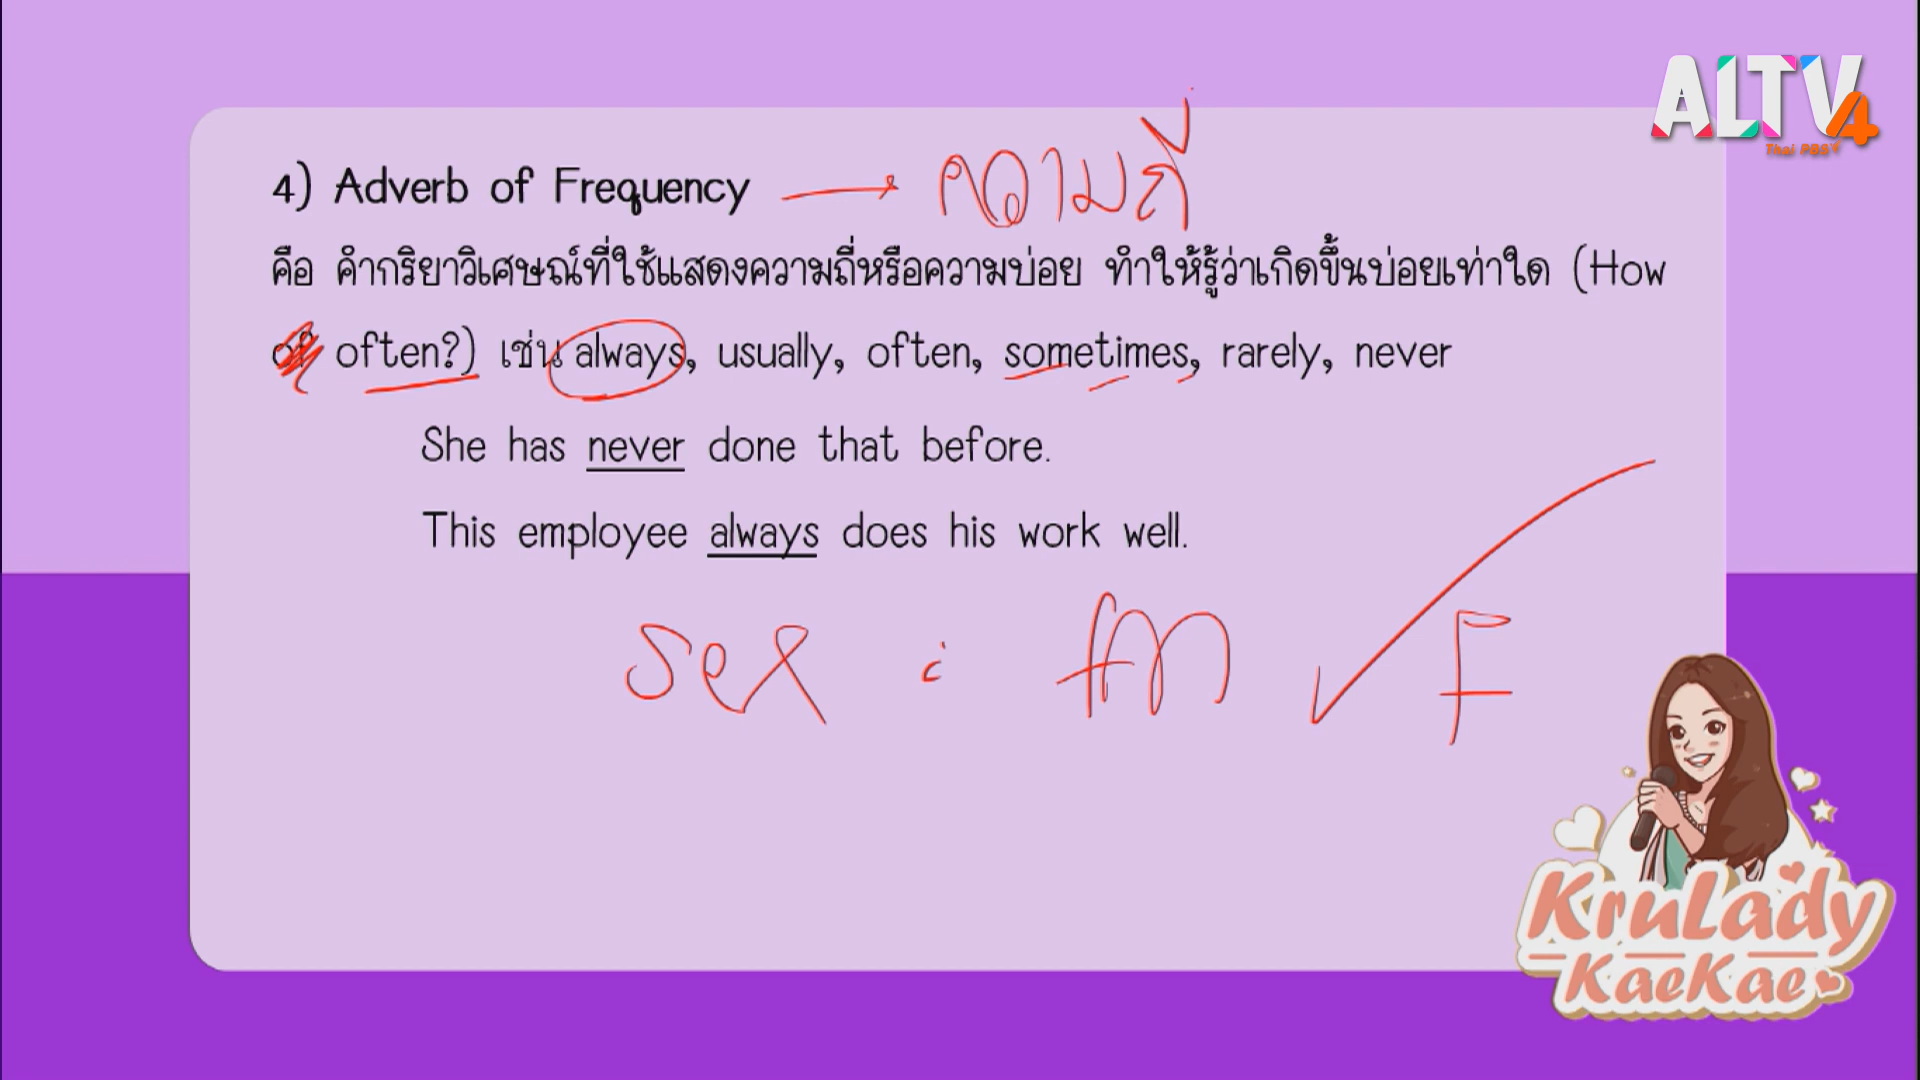 ALTV4
Thai PBS
4) Adverb of Frequency → ความถี่
คือ คำกริยาวิเศษณ์ที่ใช้แสดงความถี่หรือความบ่อย ทำให้รู้ว่าเกิดขึ้นบ่อยเท่าใด (How
of often?) เช่น always, usually, often, sometimes, rarely, never
She has never done that before.
This employee always does his work well.
sex : M F
KruLady
KaeKae